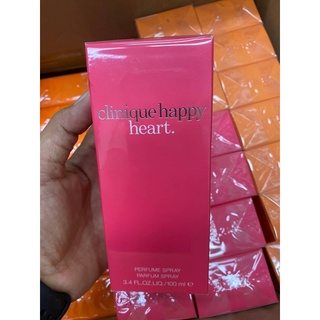 clinique happy
heart.
PERFUME SPRAY
PARFUM SPRAY
3.4 FL.OZ.LIQ./100 ml ℮